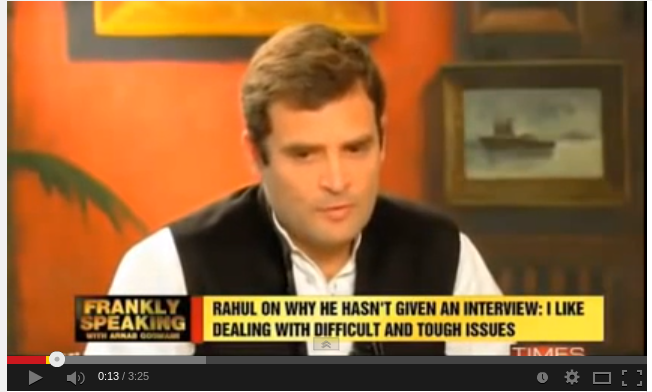 FRANKLY
SPEAKING
WITH ARNAB GOSWAMI
RAHUL ON WHY HE HASN'T GIVEN AN INTERVIEW: I LIKE
DEALING WITH DIFFICULT AND TOUGH ISSUES
TIMES
0:13 / 3:25